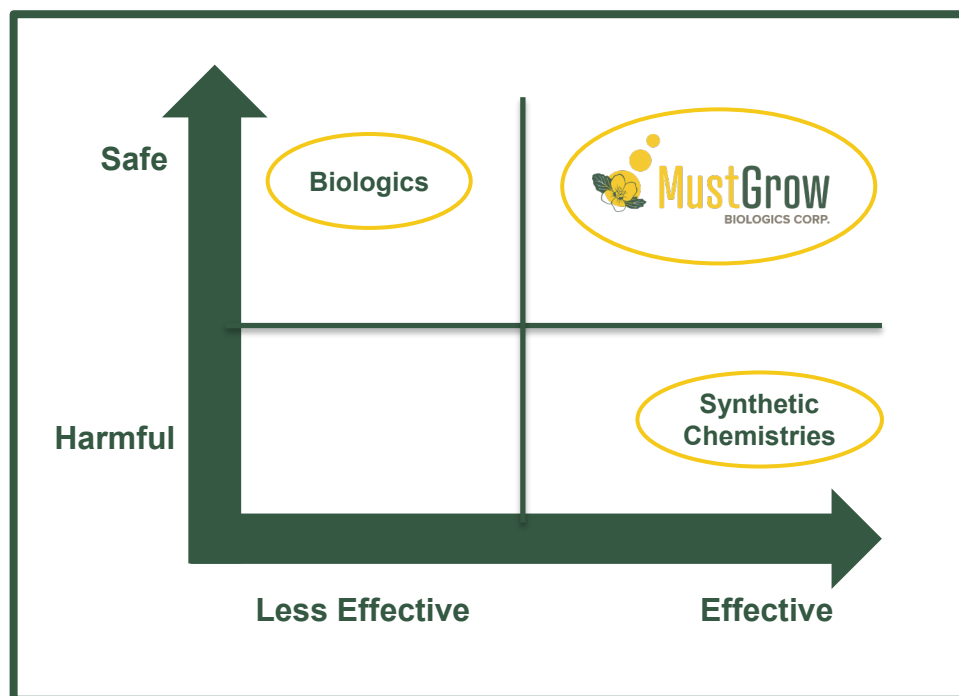 Safe
Biologics
MustGrow
BIOLOGICS CORP.
Harmful
Synthetic
Chemistries
Less Effective
Effective